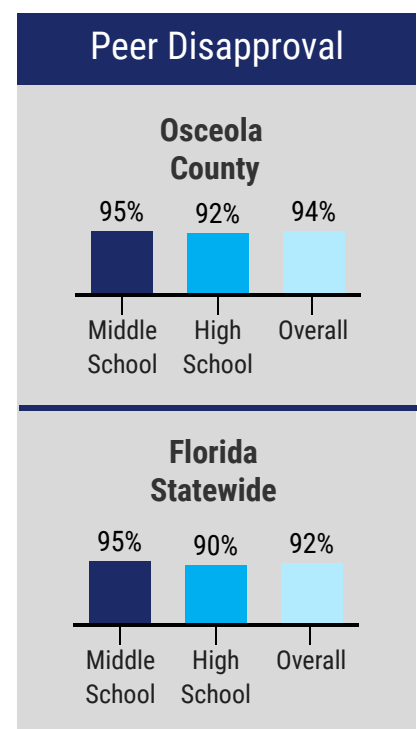 Peer Disapproval
Osceola
County
95% 92% 94%
Middle High Overall
School School
Florida
Statewide
95% 90% 92%
Middle High Overall
School School